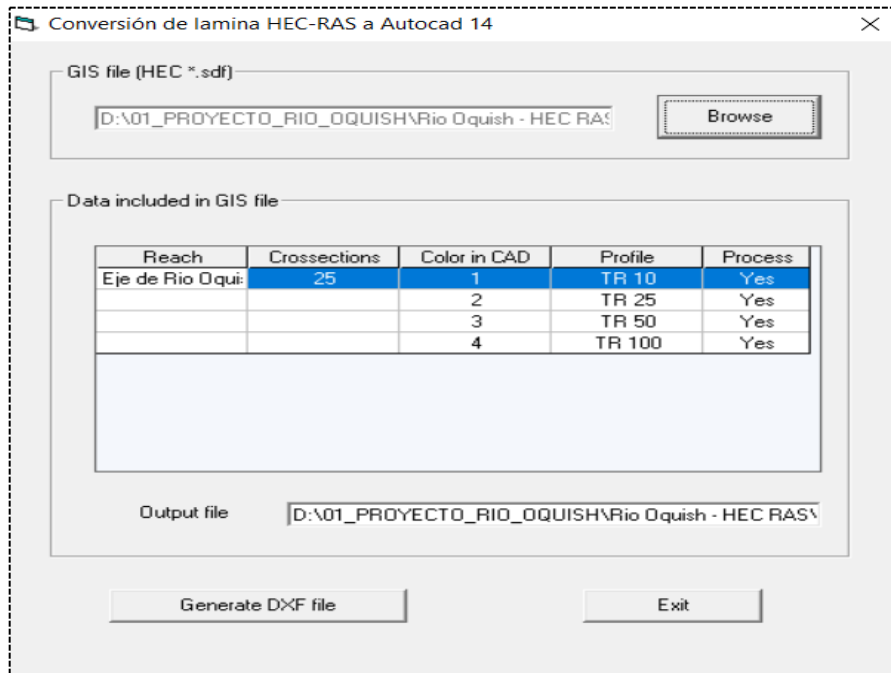 Conversión de lamina HEC-RAS a Autocad 14
GIS file (HEC *.sdf)
D:\01_PROYECTO_RIO_OQUISH\Rio Oquish - HEC RAS
Browse
Data included in GIS file
Reach Crossections Color in CAD Profile Process
Eje de Rio Oqui 25 1 TR 10 Yes
2 TR 25 Yes
3 TR 50 Yes
4 TR 100 Yes
Output file D:\01_PROYECTO_RIO_OQUISH\Rio Oquish - HEC RAS\
Generate DXF file Exit